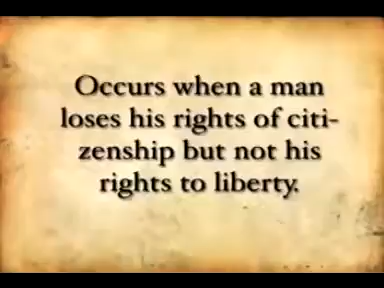 Occurs when a man
loses his rights of citi-
zenship but not his
rights to liberty.